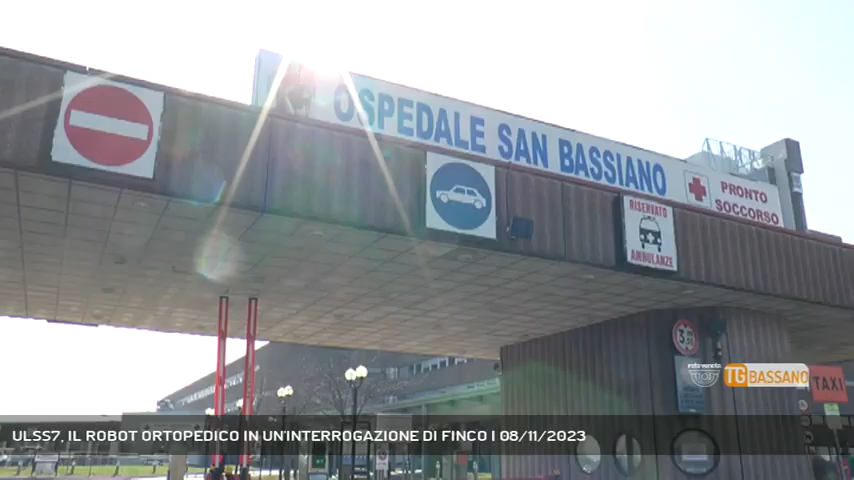 OSPEDALE SAN BASSIANO
PRONTO
SOCCORSO
RISERVATO
AMBULANZE
TG BASSANO
TAXI
ULSS7, IL ROBOT ORTOPEDICO IN UN'INTERROGAZIONE DI FINCO | 08/11/2023